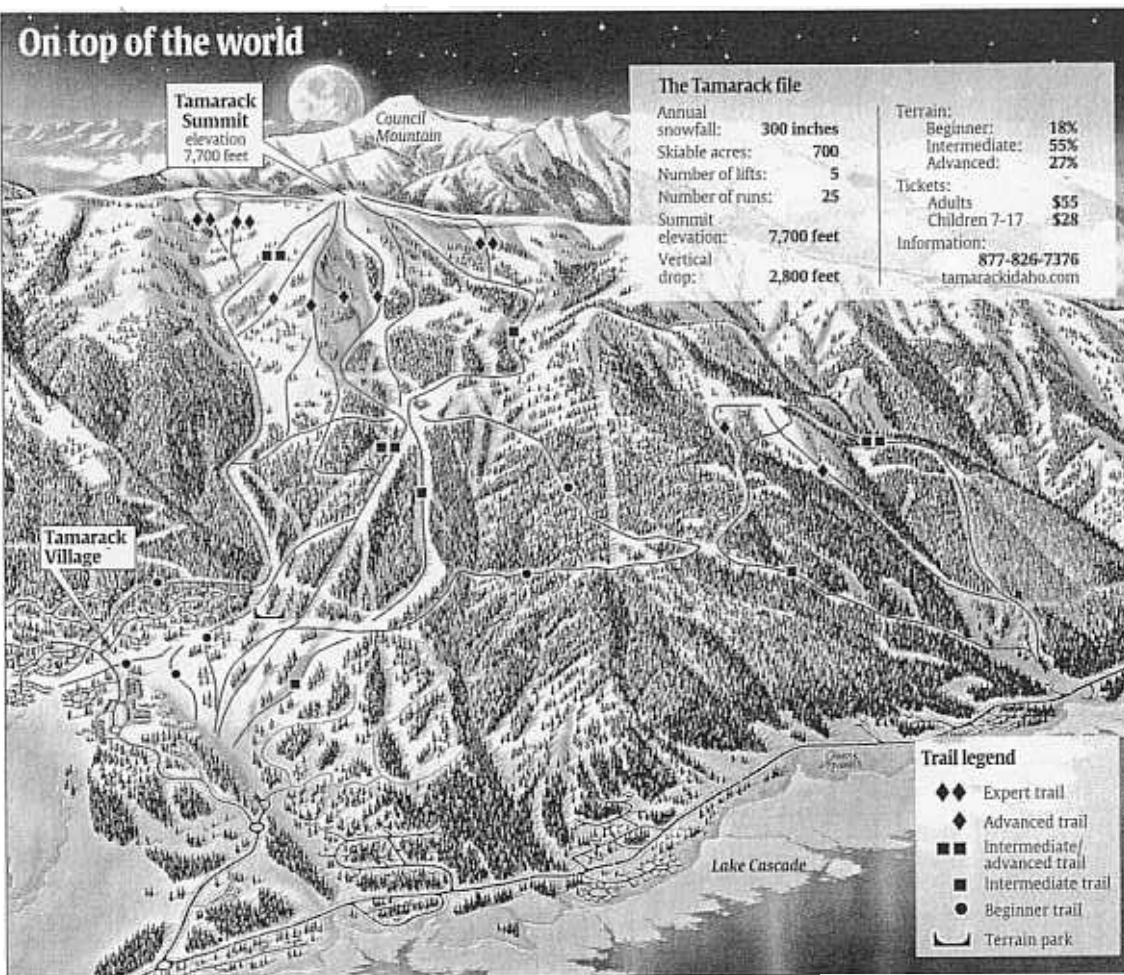 On top of the world
Tamarack
Summit
elevation
7,700 feet
Council
Mountain
The Tamarack file
Annual
snowfall: 300 inches
Skiable acres: 700
Number of lifts: 5
Number of runs: 25
Summit
elevation: 7,700 feet
Vertical
drop: 2,800 feet
Terrain:
Beginner: 18%
Intermediate: 55%
Advanced: 27%
Tickets:
Adults $55
Children 7-17 $28
Information:
877-826-7376
tamarackidaho.com
Tamarack
Village
Lake Cascade
Trail legend
Expert trail
Advanced trail
Intermediate/
advanced trail
Intermediate trail
Beginner trail
Terrain park